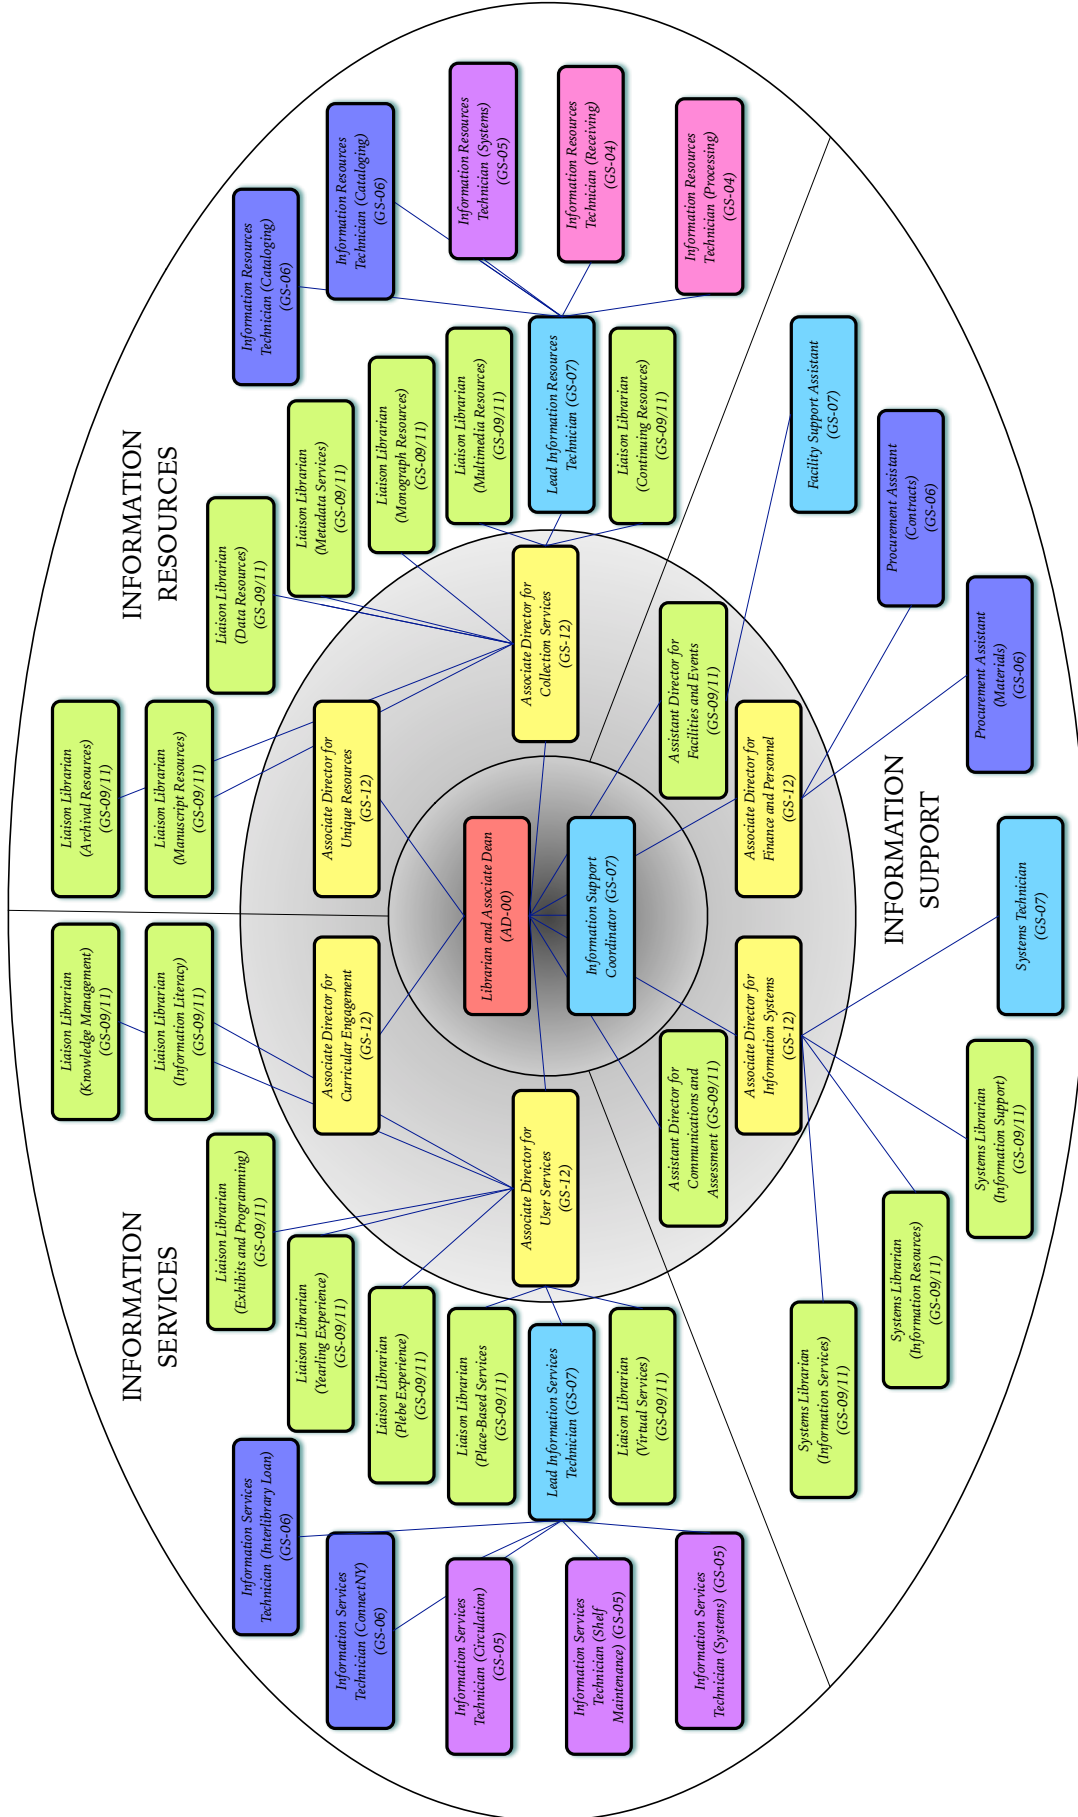 INFORMATION
SERVICES
INFORMATION
RESOURCES
INFORMATION
SUPPORT
Librarian and Associate Dean
(AD-00)
Information Support
Coordinator (GS-07)
Associate Director for
Curricular Engagement
(GS-12)
Associate Director for
Unique Resources
(GS-12)
Associate Director for
User Services
(GS-12)
Associate Director for
Collection Services
(GS-12)
Assistant Director for
Communications and
Assessment (GS-09/11)
Assistant Director for
Facilities and Events
(GS-09/11)
Associate Director for
Information Systems
(GS-12)
Associate Director for
Finance and Personnel
(GS-12)
Liaison Librarian
(Knowledge Management)
(GS-09/11)
Liaison Librarian
(Information Literacy)
(GS-09/11)
Liaison Librarian
(Exhibits and Programming)
(GS-09/11)
Liaison Librarian
(Yearling Experience)
(GS-09/11)
Liaison Librarian
(Plebe Experience)
(GS-09/11)
Liaison Librarian
(Place-Based Services
(GS-09/11)
Lead Information Services
Technician (GS-07)
Liaison Librarian
(Virtual Services)
(GS-09/11)
Information Services
Technician (Interlibrary Loan)
(GS-06)
Information Services
Technician (ConnectNY)
(GS-06)
Information Services
Technician (Circulation)
(GS-05)
Information Services
Technician (Shelf
Maintenance) (GS-05)
Information Services
Technician (Systems) (GS-05)
Liaison Librarian
(Archival Resources)
(GS-09/11)
Liaison Librarian
(Manuscript Resources)
(GS-09/11)
Liaison Librarian
(Data Resources)
(GS-09/11)
Liaison Librarian
(Metadata Services)
(GS-09/11)
Liaison Librarian
(Monograph Resources)
(GS-09/11)
Liaison Librarian
(Multimedia Resources)
(GS-09/11)
Lead Information Resources
Technician (GS-07)
Liaison Librarian
(Continuing Resources)
(GS-09/11)
Information Resources
Technician (Cataloging)
(GS-06)
Information Resources
Technician (Cataloging)
(GS-06)
Information Resources
Technician (Systems)
(GS-05)
Information Resources
Technician (Receiving)
(GS-04)
Information Resources
Technician (Processing)
(GS-04)
Systems Librarian
(Information Services)
(GS-09/11)
Systems Librarian
(Information Resources)
(GS-09/11)
Systems Librarian
(Information Support)
(GS-09/11)
Systems Technician
(GS-07)
Procurement Assistant
(Materials)
(GS-06)
Procurement Assistant
(Contracts)
(GS-06)
Facility Support Assistant
(GS-07)